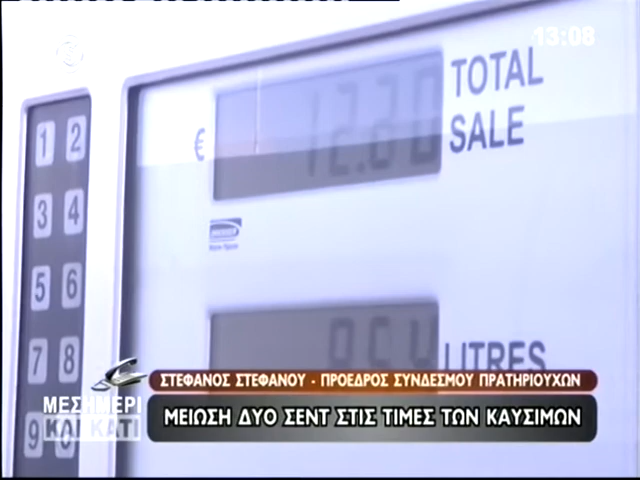 13:08
TOTAL
SALE
€ 12.20
1 2
3 4
5 6
7 8
9
LITRES
ΣΤΕΦΑΝΟΣ ΣΤΕΦΑΝΟΥ - ΠΡΟΕΔΡΟΣ ΣΥΝΔΕΣΜΟΥ ΠΡΑΤΗΡΙΟΥΧΩΝ
ΜΕΣΗΜΕΡΙ
ΚΑΙ ΚΑΤΙ
ΜΕΙΩΣΗ ΔΥΟ ΣΕΝΤ ΣΤΙΣ ΤΙΜΕΣ ΤΩΝ ΚΑΥΣΙΜΩΝ